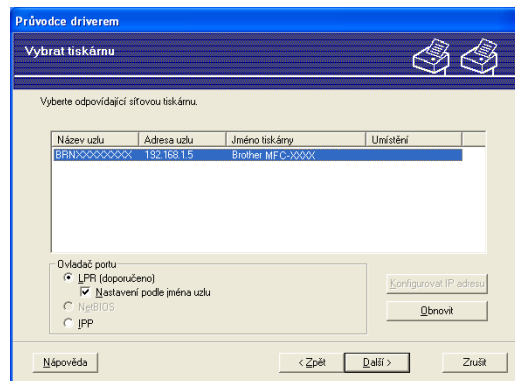 Průvodce driverem
Vybrat tiskárnu
Vyberte odpovídající síťovou tiskárnu.
Název uzlu Adresa uzlu Jméno tiskárny Umístění
BRNXXXXXXXX 192.168.1.5 Brother MFC-XXXX
Ovladač portu
LPR (doporučeno)
Nastavení podle jména uzlu
NetBIOS
IPP
Konfigurovat IP adresu
Obnovit
Nápověda < Zpět Další > Zrušit